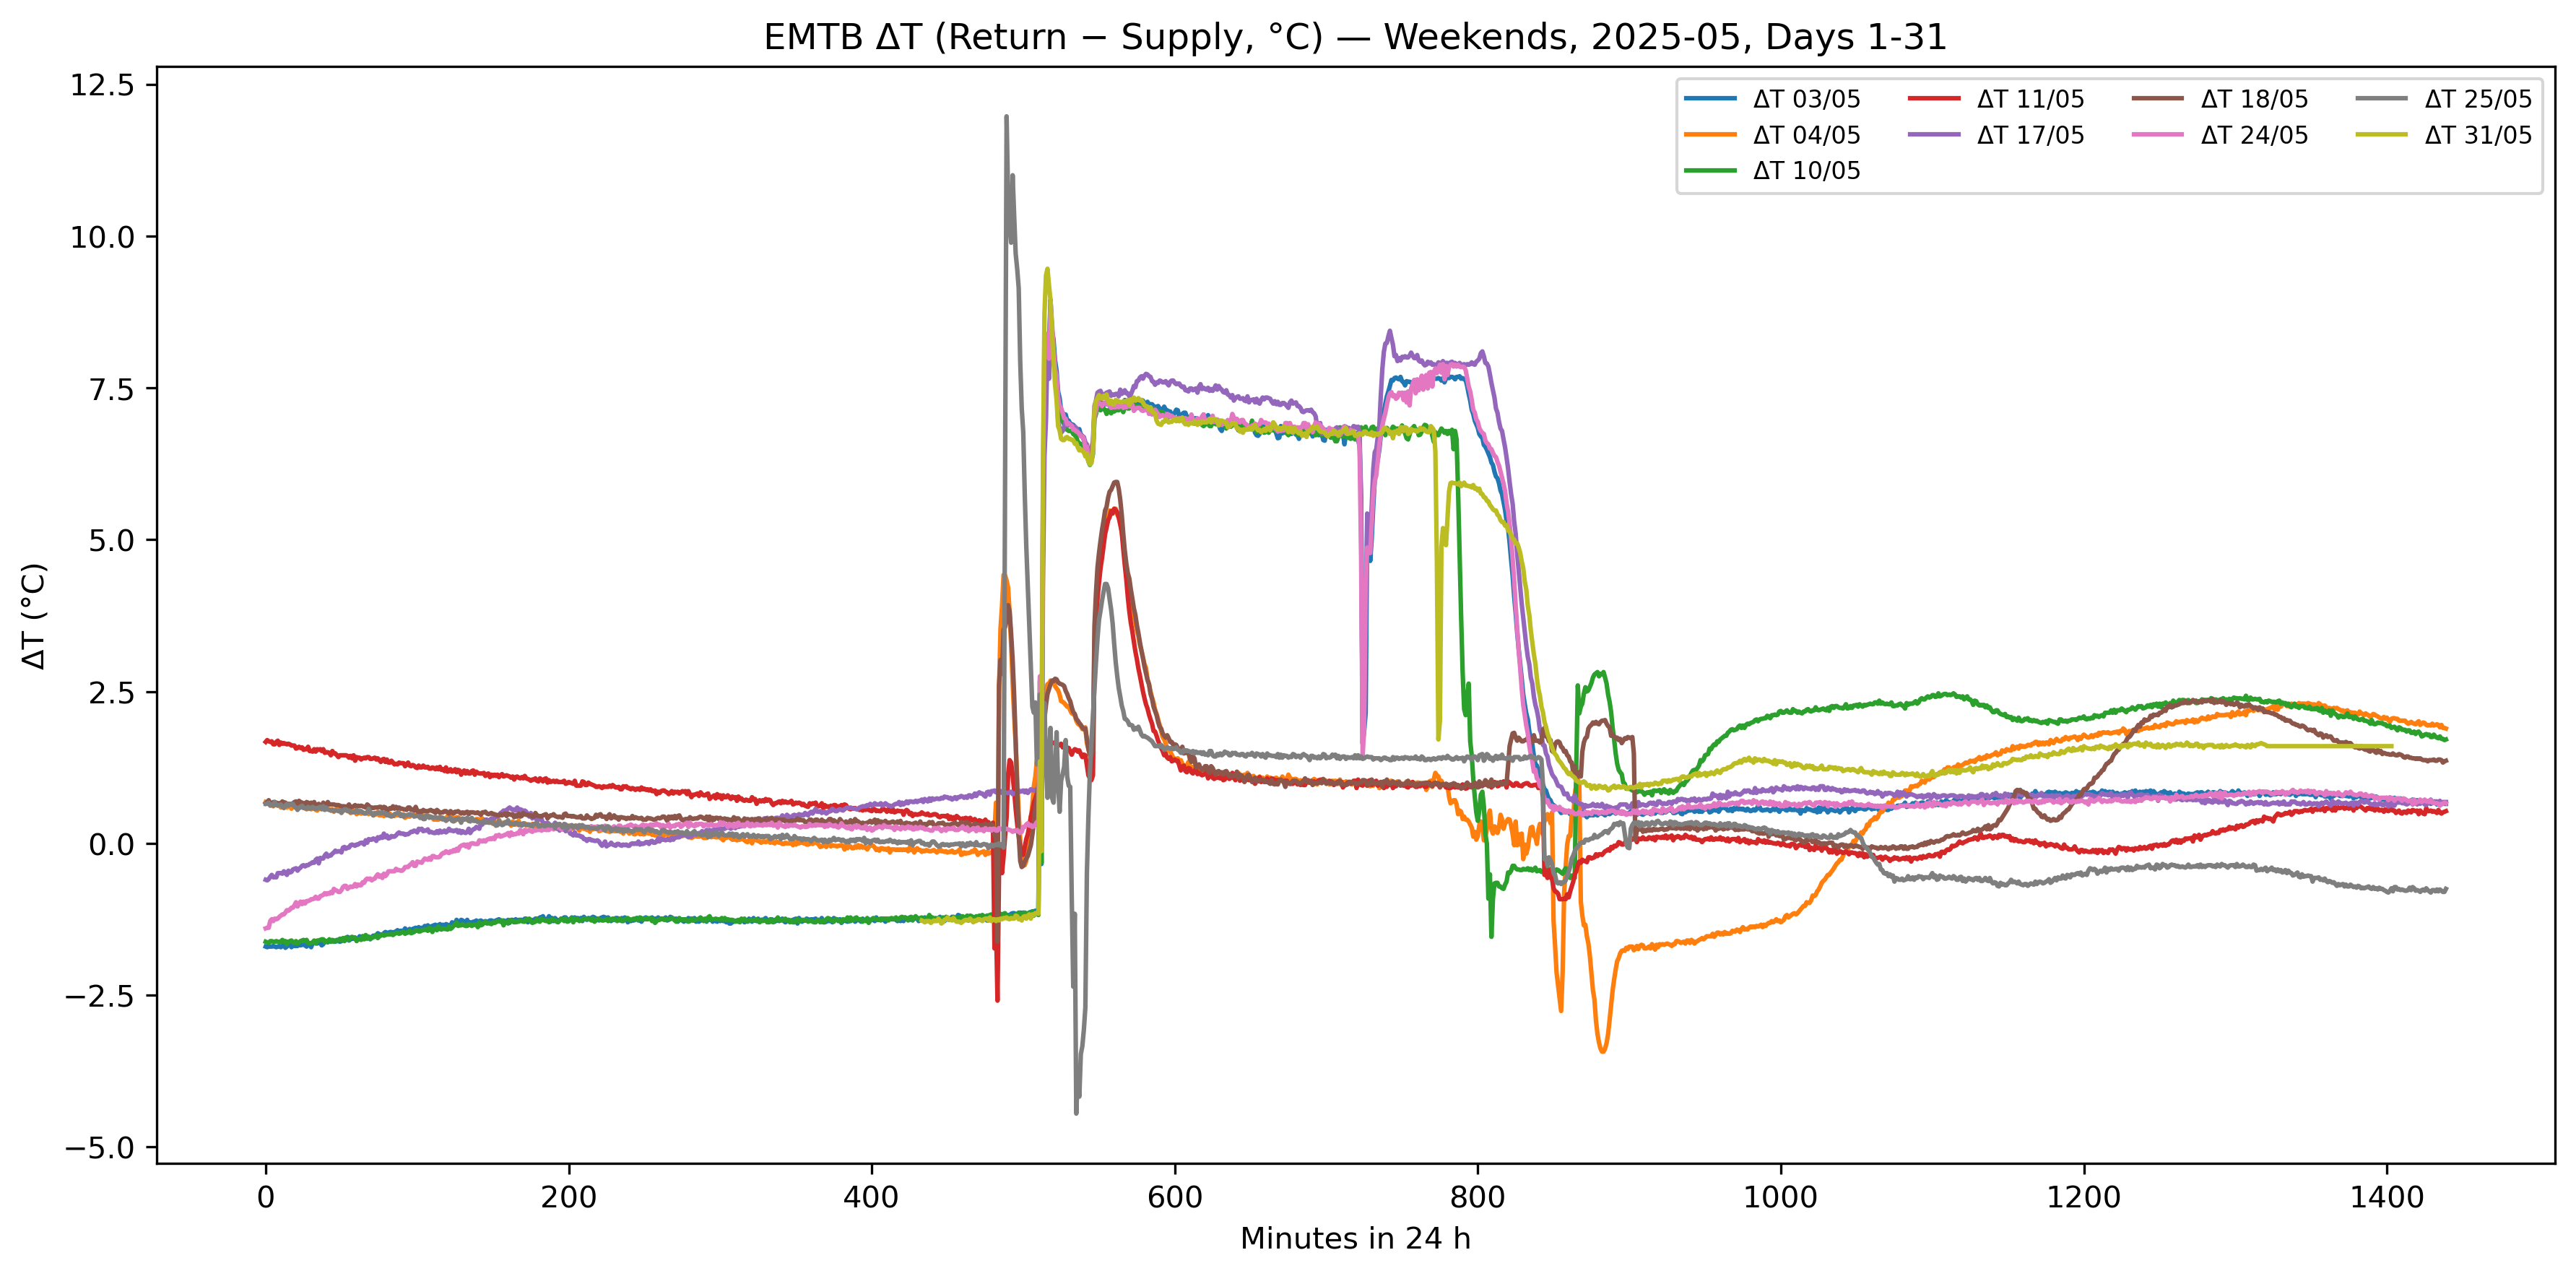 EMTB ΔT (Return − Supply, °C) — Weekends, 2025-05, Days 1-31
ΔT 03/05
ΔT 04/05
ΔT 10/05
ΔT 11/05
ΔT 17/05
ΔT 18/05
ΔT 24/05
ΔT 25/05
ΔT 31/05
ΔT (°C)
12.5
10.0
7.5
5.0
2.5
0.0
−2.5
−5.0
0
200
400
600
800
1000
1200
1400
Minutes in 24 h